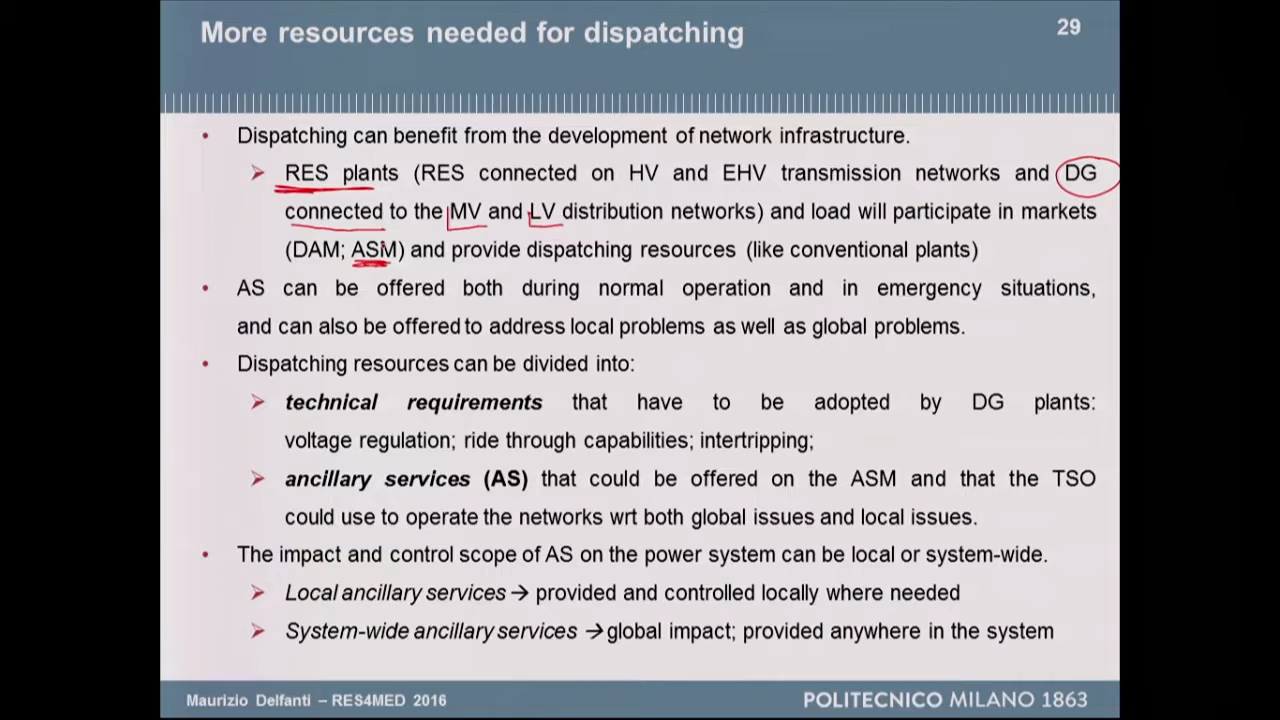 More resources needed for dispatching
29
• Dispatching can benefit from the development of network infrastructure.
➢ RES plants (RES connected on HV and EHV transmission networks and DG
connected to the MV and LV distribution networks) and load will participate in markets
(DAM; ASM) and provide dispatching resources (like conventional plants)
• AS can be offered both during normal operation and in emergency situations,
and can also be offered to address local problems as well as global problems.
• Dispatching resources can be divided into:
➢ technical requirements that have to be adopted by DG plants:
voltage regulation; ride through capabilities; intertripping;
➢ ancillary services (AS) that could be offered on the ASM and that the TSO
could use to operate the networks wrt both global issues and local issues.
• The impact and control scope of AS on the power system can be local or system-wide.
➢ Local ancillary services → provided and controlled locally where needed
➢ System-wide ancillary services → global impact; provided anywhere in the system
Maurizio Delfanti – RES4MED 2016
POLITECNICO MILANO 1863